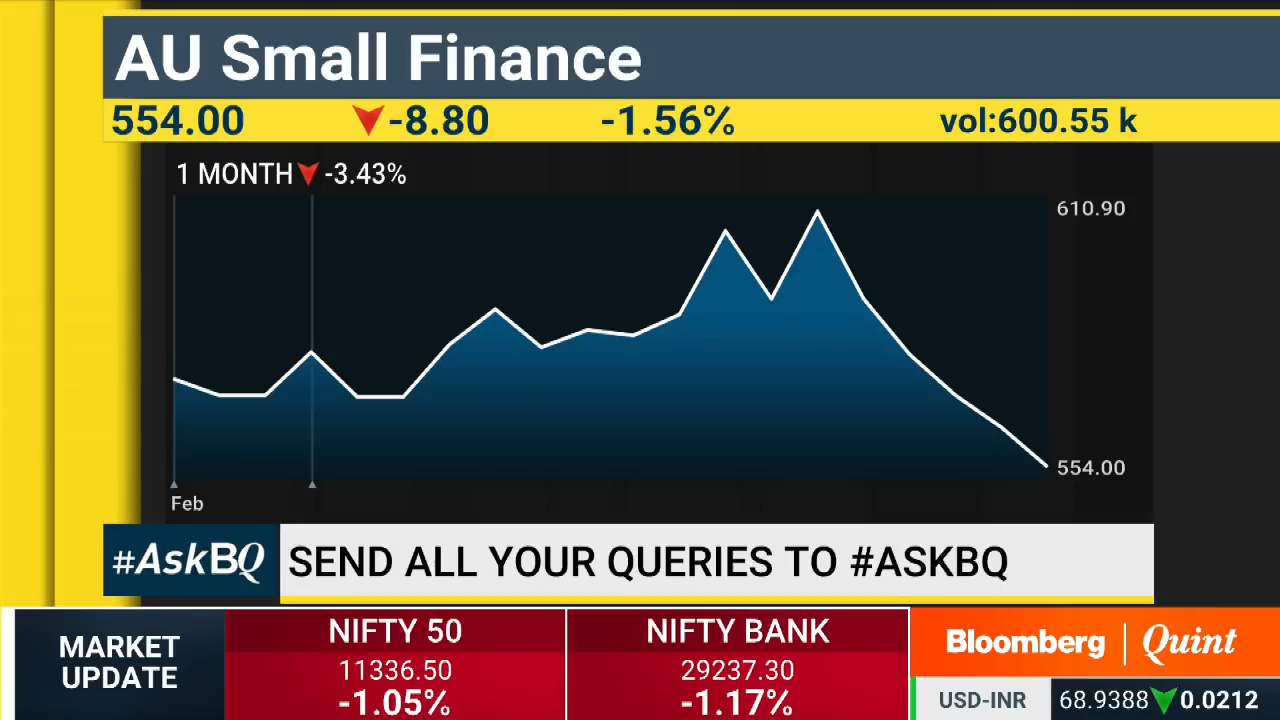 AU Small Finance
554.00 -8.80 -1.56% vol:600.55 k
1 MONTH -3.43%
610.90
554.00
Feb
#AskBQ SEND ALL YOUR QUERIES TO #ASKBQ
MARKET UPDATE
NIFTY 50
11336.50
-1.05%
NIFTY BANK
29237.30
-1.17%
Bloomberg | Quint
USD-INR 68.9388 0.0212